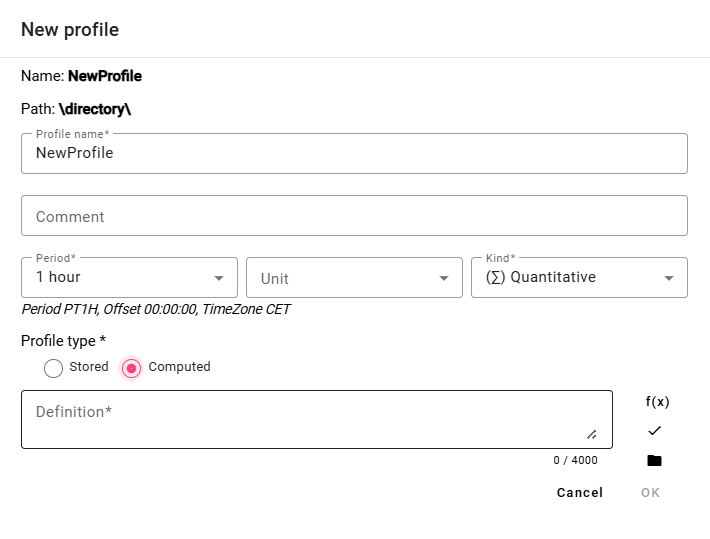 New profile
Name: NewProfile
Path: \directory\
Profile name*
NewProfile
Comment
Period*
1 hour
Unit
Kind*
(∑) Quantitative
Period PT1H, Offset 00:00:00, TimeZone CET
Profile type *
Stored
Computed
Definition*
f(x)
0 / 4000
Cancel
OK